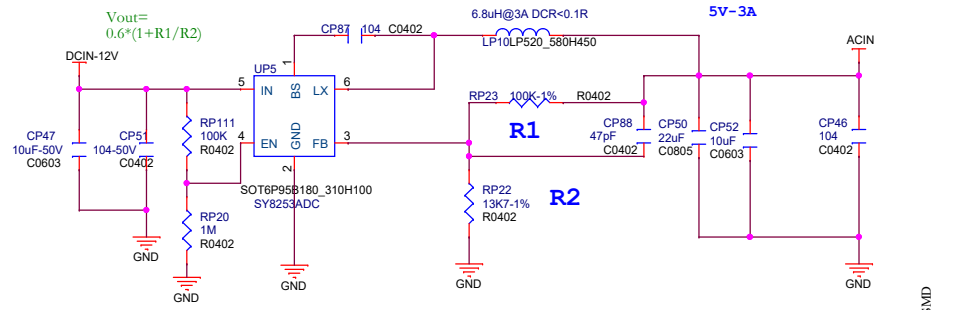 Vout=
0.6*(1+R1/R2)
6.8uH@3A DCR<0.1R
5V-3A
CP87 104 C0402
LP10LP520_580H450
DCIN-12V
ACIN
UP5
1
5 IN BS LX 6
RP23 100K-1% R0402
R1
CP47
10uF-50V
C0603
CP51
104-50V
C0402
RP111
100K
R0402
4 EN GND FB 3
2
CP88
47pF
C0402
CP50
22uF
C0805
CP52
10uF
C0603
CP46
104
C0402
SOT6P95B180_310H100
SY8253ADC
RP22
13K7-1%
R0402
R2
RP20
1M
R0402
GND
GND
GND
GND
GND
SMD